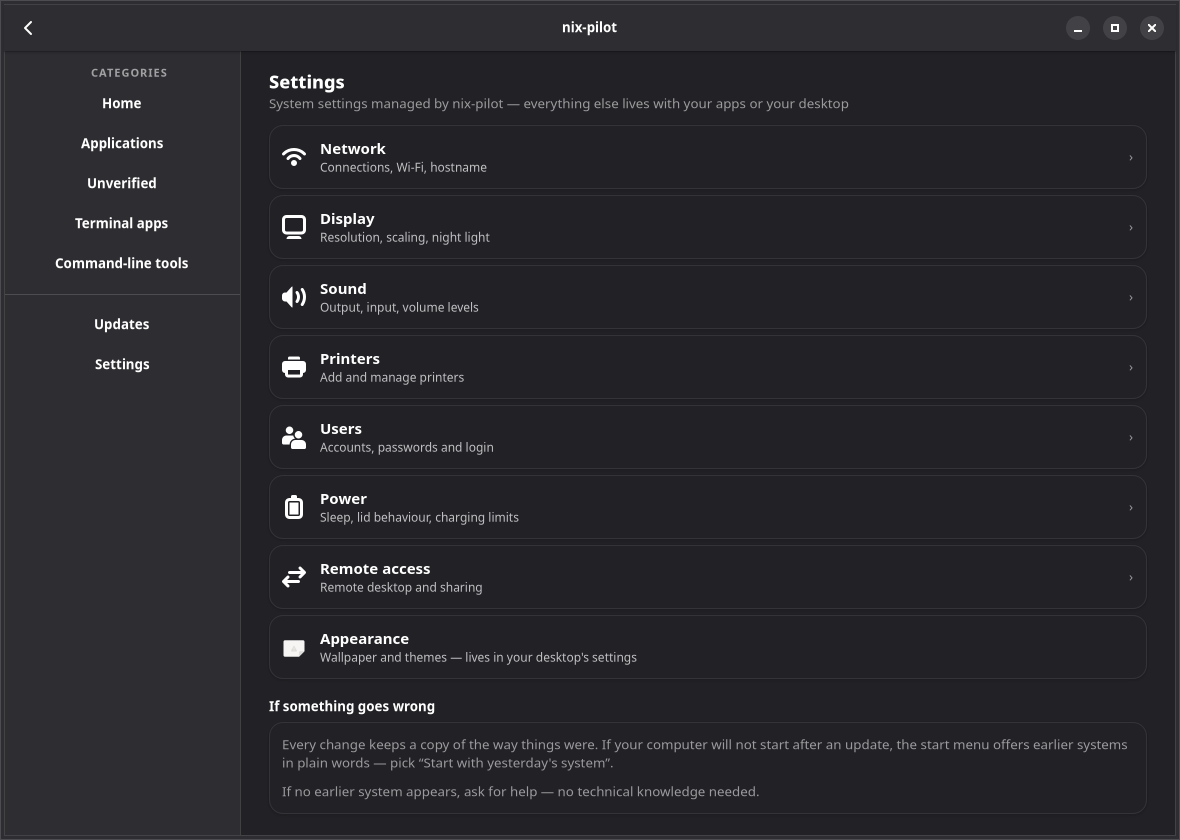 nix-pilot
CATEGORIES
Home
Applications
Unverified
Terminal apps
Command-line tools
Updates
Settings
Settings
System settings managed by nix-pilot — everything else lives with your apps or your desktop
Network
Connections, Wi-Fi, hostname
Display
Resolution, scaling, night light
Sound
Output, input, volume levels
Printers
Add and manage printers
Users
Accounts, passwords and login
Power
Sleep, lid behaviour, charging limits
Remote access
Remote desktop and sharing
Appearance
Wallpaper and themes — lives in your desktop's settings
If something goes wrong
Every change keeps a copy of the way things were. If your computer will not start after an update, the start menu offers earlier systems
in plain words — pick “Start with yesterday's system”.
If no earlier system appears, ask for help — no technical knowledge needed.